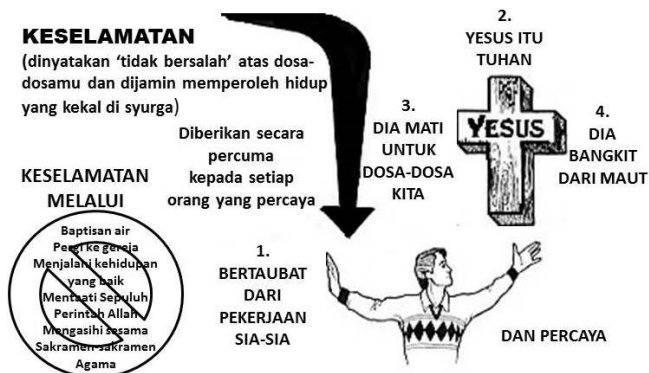 KESELAMATAN
(dinyatakan ‘tidak bersalah’ atas dosa-
dosamu dan dijamin memperoleh hidup
yang kekal di syurga)
Diberikan secara
percuma
kepada setiap
orang yang percaya
KESELAMATAN
MELALUI
Baptisan air
Pergi ke gereja
Menjalani kehidupan
yang baik
Mentaati Sepuluh
Perintah Allah
Mengasihi sesama
Sakramen-sakramen
Agama
1.
BERTAUBAT
DARI
PEKERJAAN
SIA-SIA
2.
YESUS ITU
TUHAN
3.
DIA MATI
UNTUK
DOSA-DOSA
KITA
YESUS
4.
DIA
BANGKIT
DARI MAUT
DAN PERCAYA